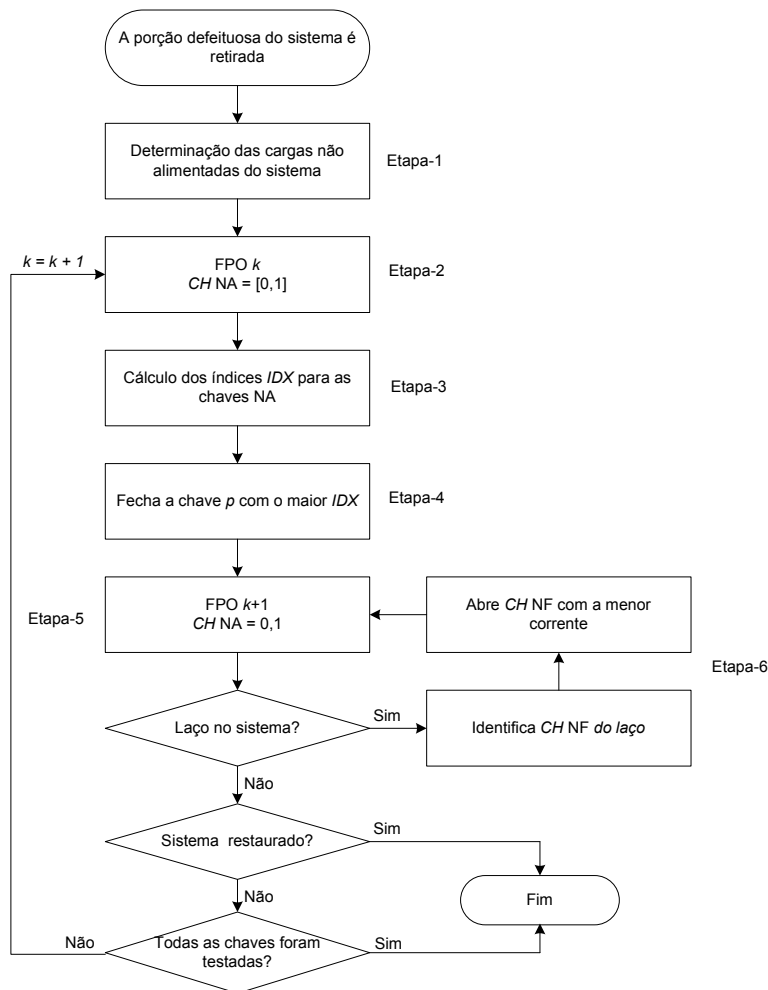 A porção defeituosa do sistema é
retirada
Determinação das cargas não
alimentadas do sistema
Etapa-1
k = k + 1
FPO k
CH NA = [0,1]
Etapa-2
Cálculo dos índices IDX para as
chaves NA
Etapa-3
Fecha a chave p com o maior IDX
Etapa-4
Etapa-5
FPO k+1
CH NA = 0,1
Abre CH NF com a menor
corrente
Etapa-6
Laço no sistema?
Sim
Identifica CH NF do laço
Não
Sistema restaurado?
Sim
Não
Fim
Não
Todas as chaves foram
testadas?
Sim